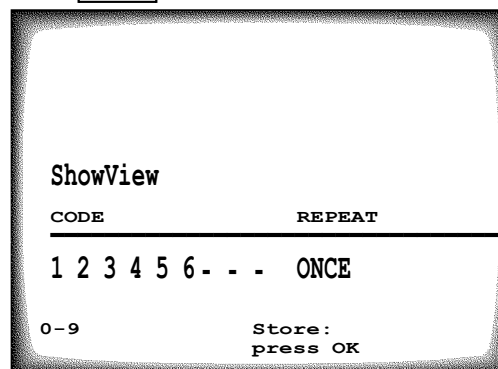 ShowView
CODE REPEAT
1 2 3 4 5 6 - - - ONCE
0-9 Store:
press OK